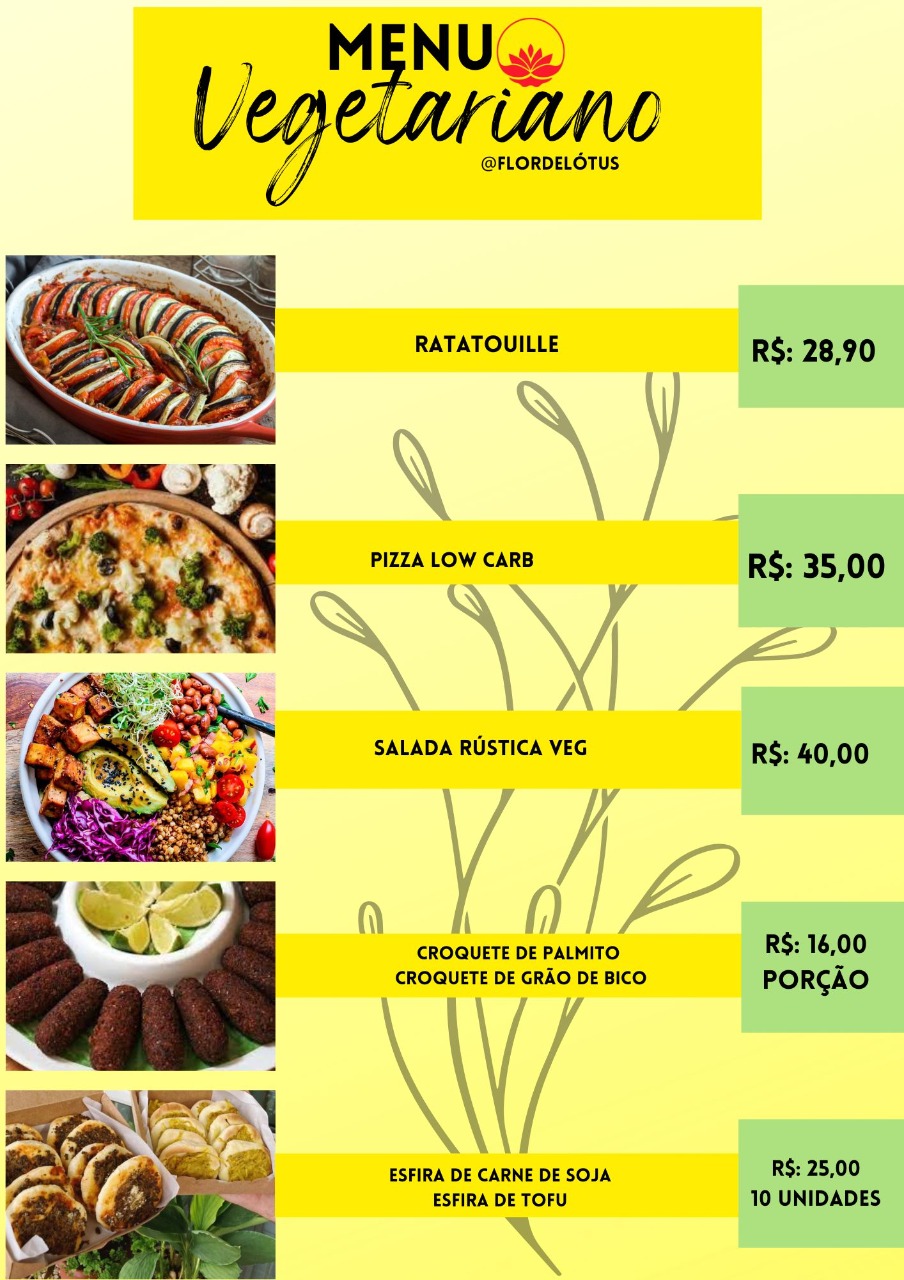 MENU
Vegetariano
@FLORDELÓTUS
RATATOUILLE
R$: 28,90
PIZZA LOW CARB
R$: 35,00
SALADA RÚSTICA VEG
R$: 40,00
CROQUETE DE PALMITO
CROQUETE DE GRÃO DE BICO
R$: 16,00
PORÇÃO
ESFIRA DE CARNE DE SOJA
ESFIRA DE TOFU
R$: 25,00
10 UNIDADES